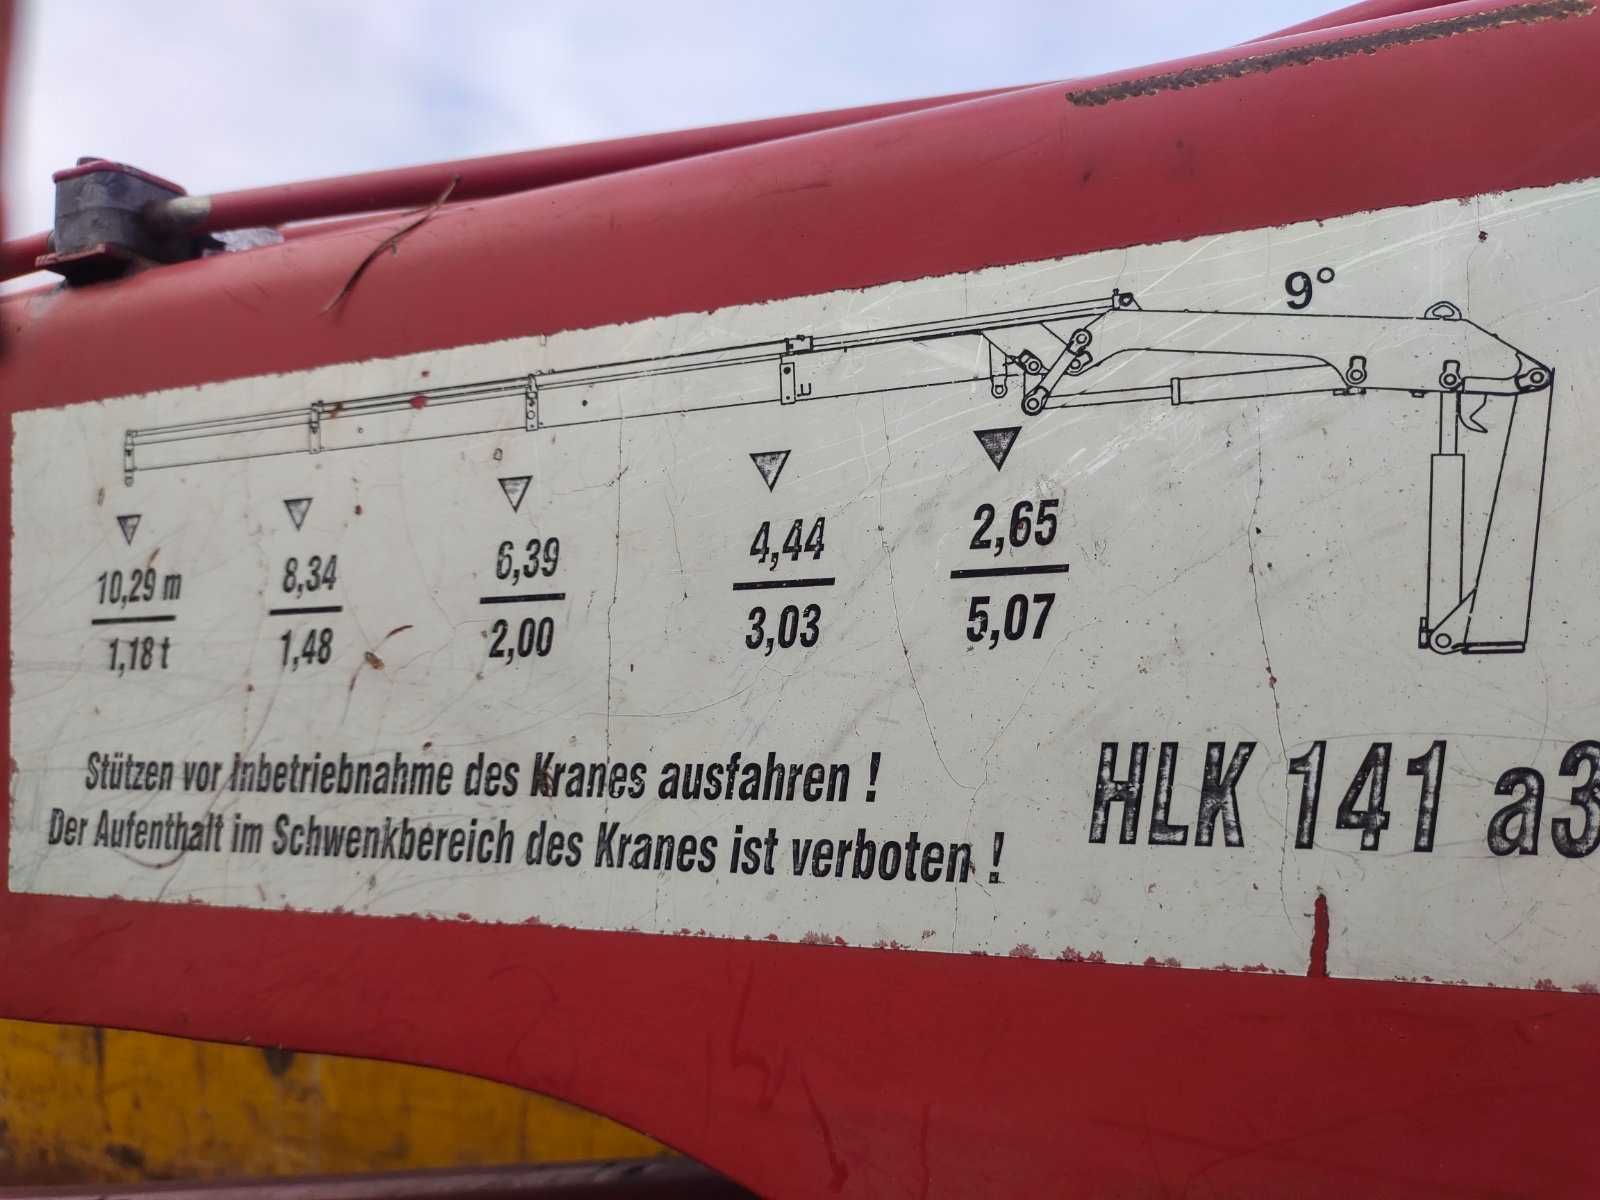 9°
10,29 m 8,34 6,39 4,44 2,65
1,18 t 1,48 2,00 3,03 5,07
Stützen vor Inbetriebnahme des Kranes ausfahren !
Der Aufenthalt im Schwenkbereich des Kranes ist verboten !
HLK 141 a3